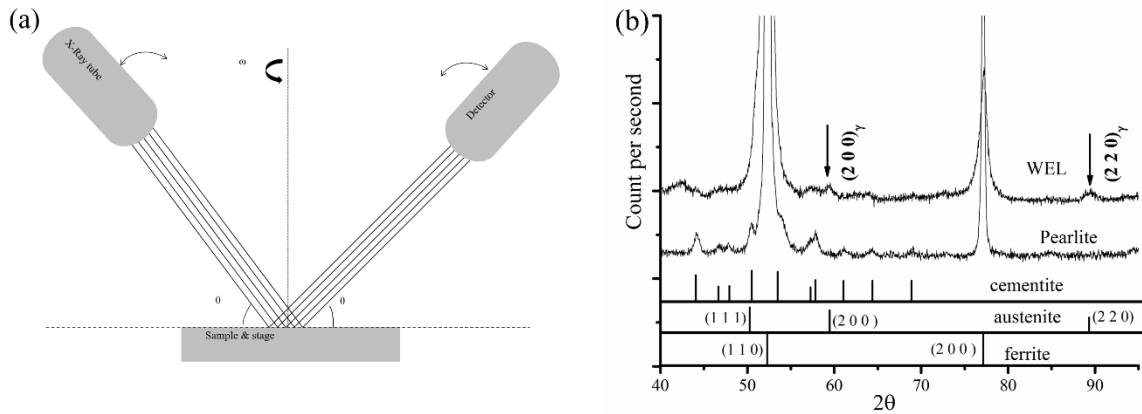 (a)
X-Ray tube
ω
Detector
θ
θ
Sample & stage
(b)
Count per second
(2 0 0)γ
WEL
(2 2 0)γ
Pearlite
cementite
(1 1 1)
(2 0 0)
austenite
(2 2 0)
(1 1 0)
(2 0 0)
ferrite
40
50
60
70
80
90
2θ